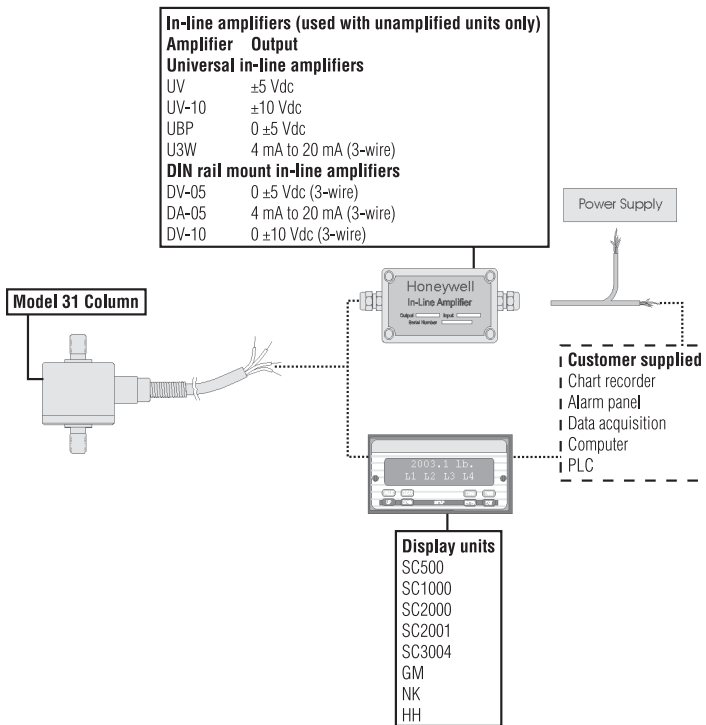 In-line amplifiers (used with unamplified units only)
Amplifier Output
Universal in-line amplifiers
UV ±5 Vdc
UV-10 ±10 Vdc
UBP 0 ±5 Vdc
U3W 4 mA to 20 mA (3-wire)
DIN rail mount in-line amplifiers
DV-05 0 ±5 Vdc (3-wire)
DA-05 4 mA to 20 mA (3-wire)
DV-10 0 ±10 Vdc (3-wire)
Power Supply
Honeywell
In-Line Amplifier
Output Input
Serial Number
Model 31 Column
Customer supplied
Chart recorder
Alarm panel
Data acquisition
Computer
PLC
2003.1 lb.
L1 L2 L3 L4
SETUP
Display units
SC500
SC1000
SC2000
SC2001
SC3004
GM
NK
HH